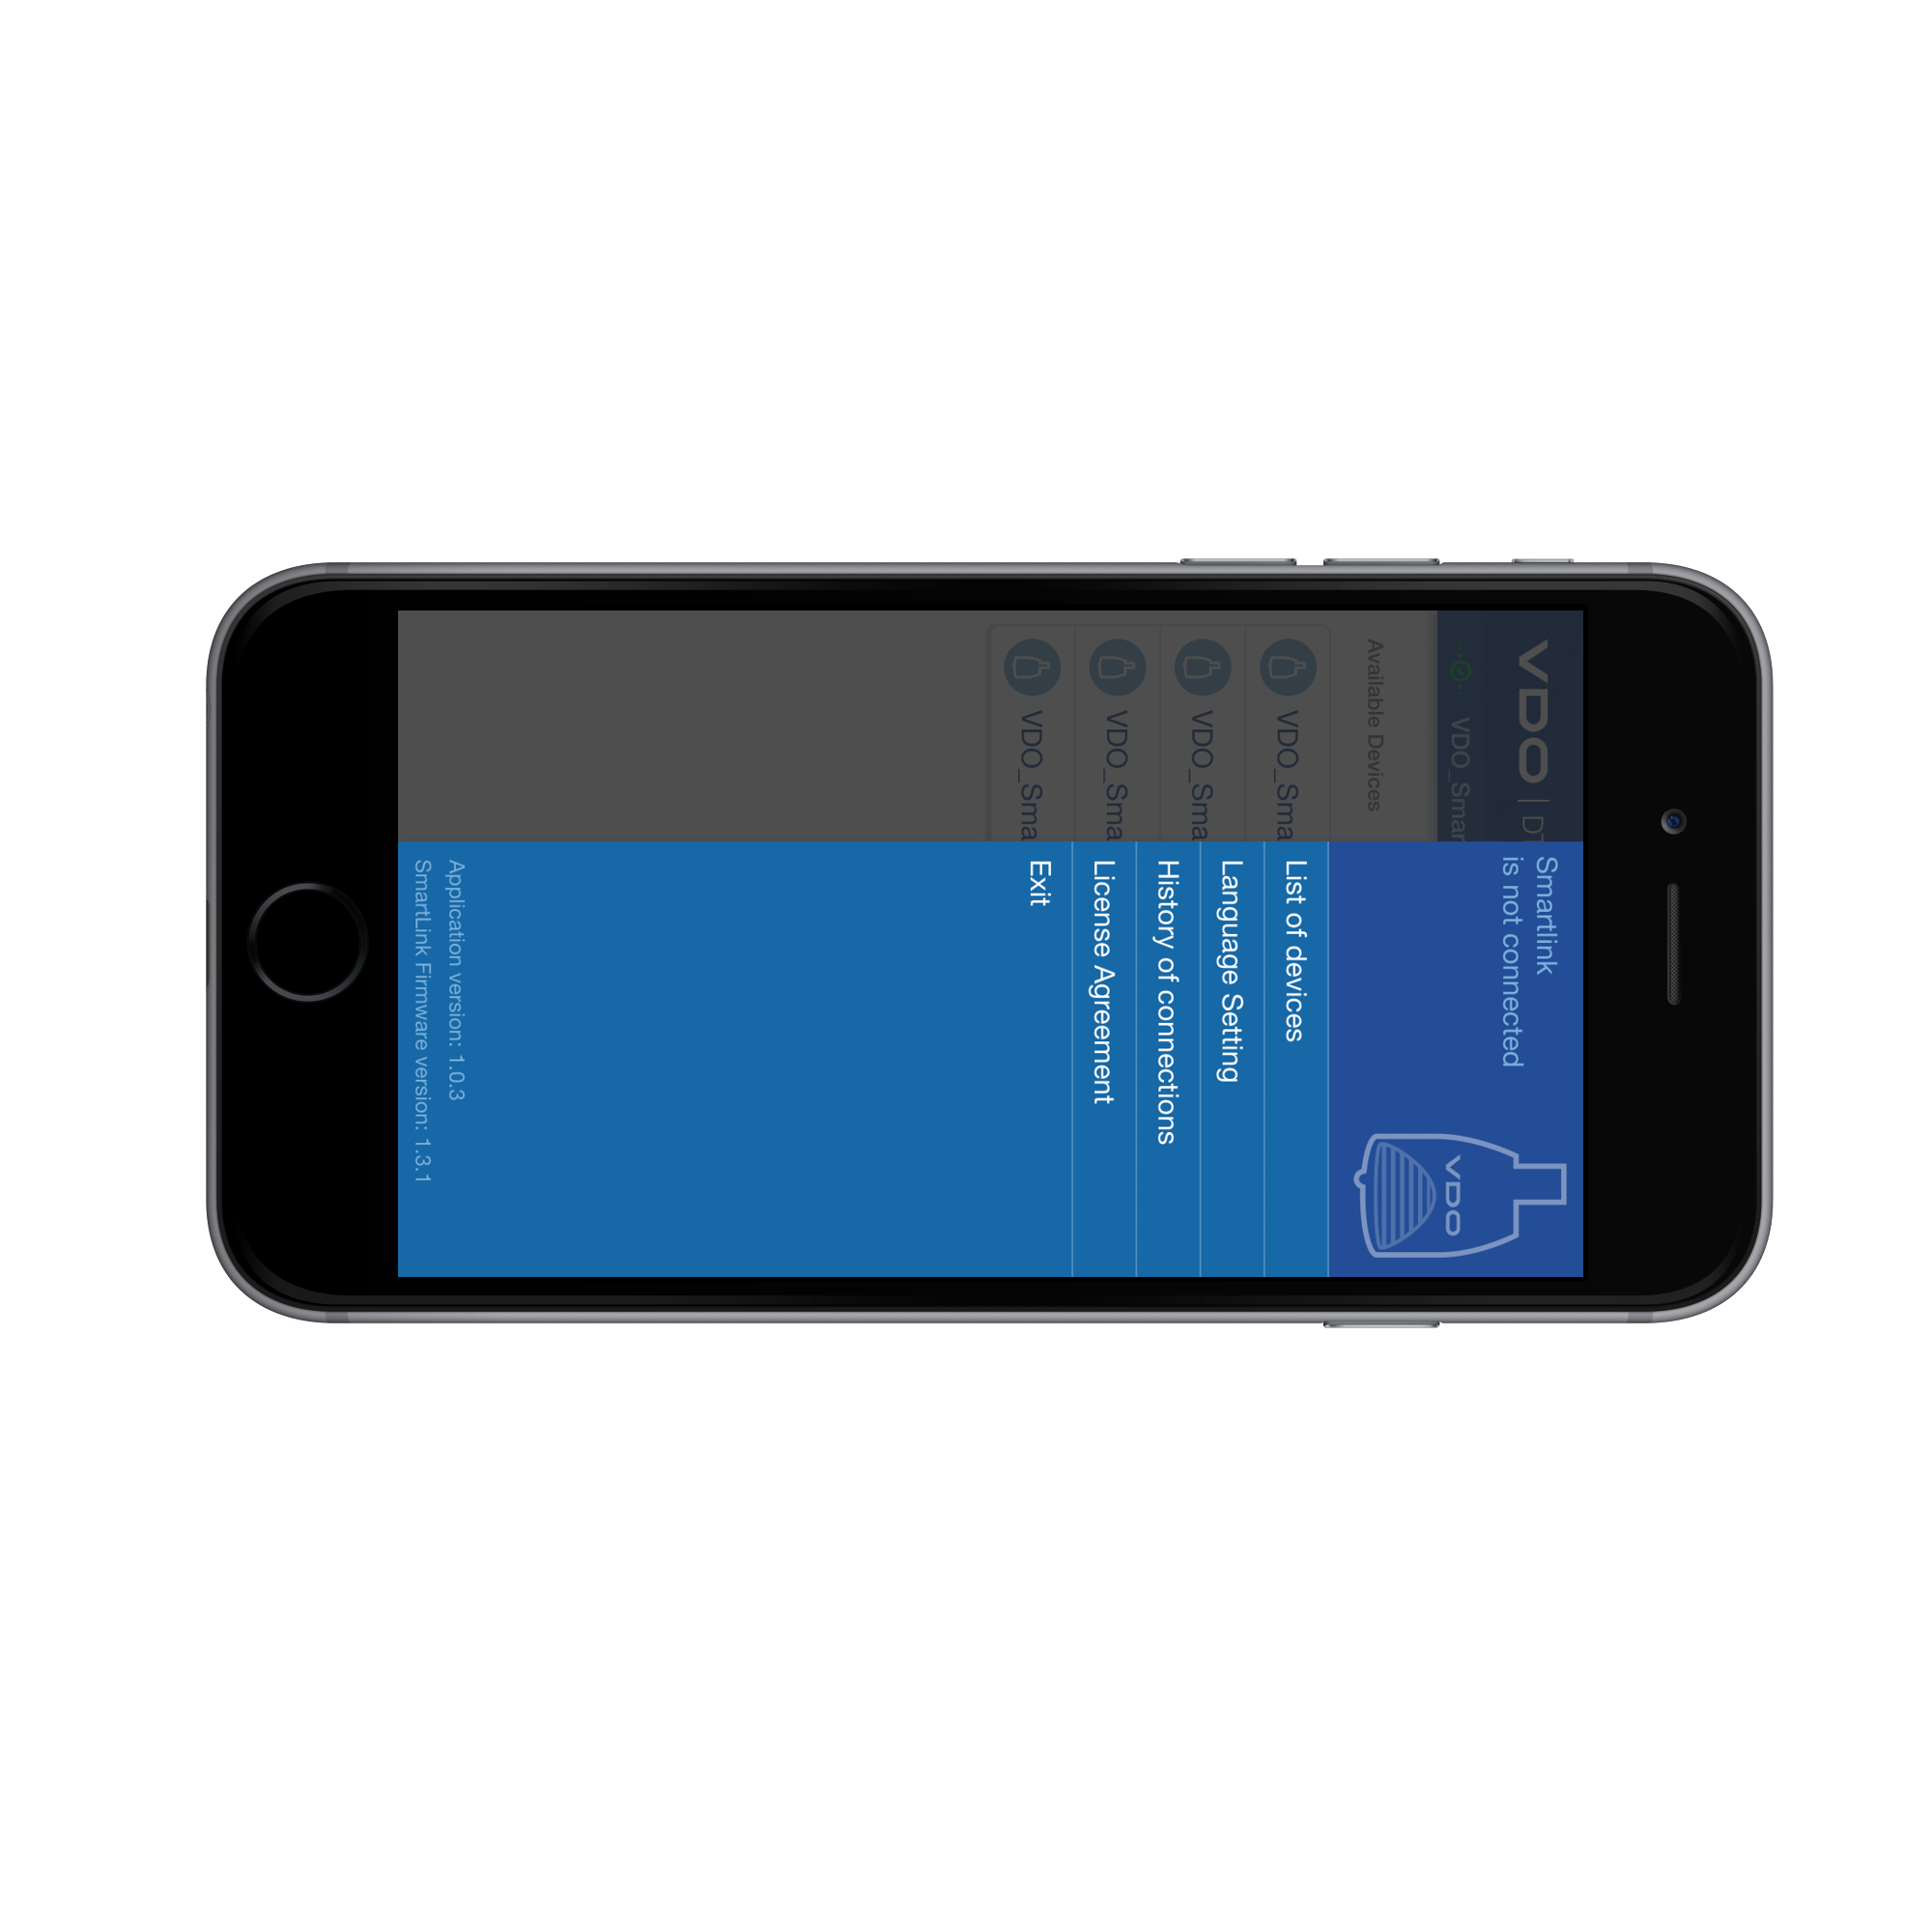 VDO | DT
VDO_Smar
Available Devices
VDO_Sma
VDO_Sma
VDO_Sma
VDO_Sma
Smartlink
is not connected
VDO
List of devices
Language Setting
History of connections
License Agreement
Exit
Application version: 1.0.3
SmartLink Firmware version: 1.3.1